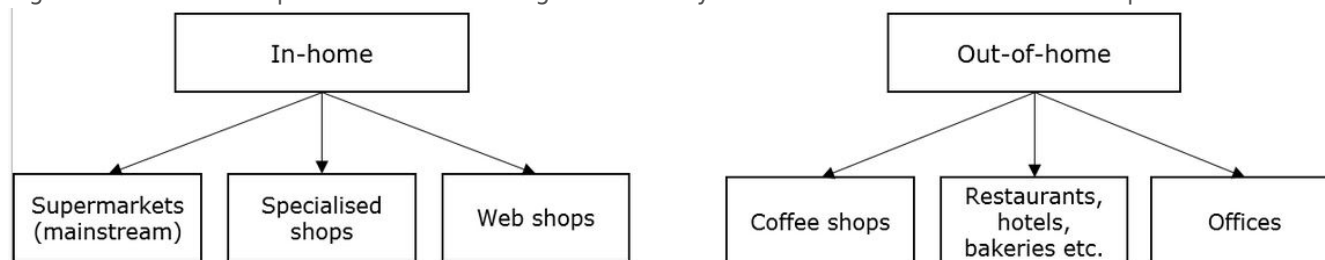 In-home
Out-of-home
Supermarkets
(mainstream)
Specialised
shops
Web shops
Coffee shops
Restaurants,
hotels,
bakeries etc.
Offices